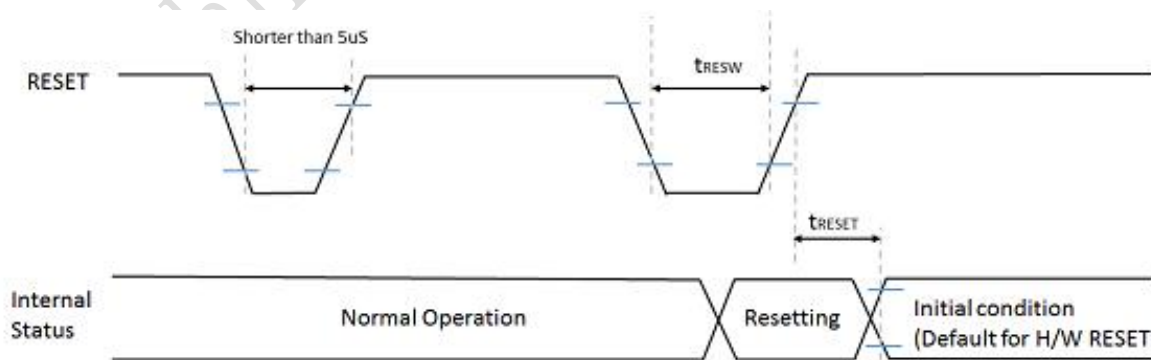 Shorter than 5uS
RESET
tRESW
tRESET
Internal
Status
Normal Operation
Resetting
Initial condition
(Default for H/W RESET